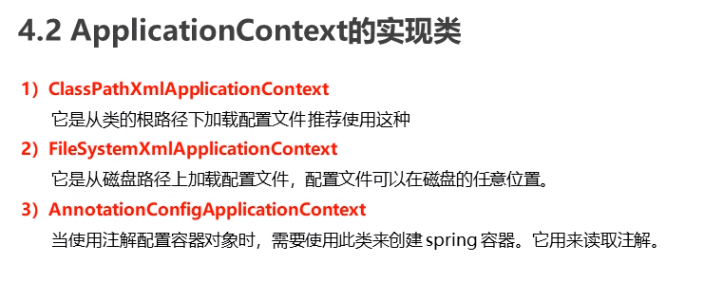 4.2 ApplicationContext的实现类
1）ClassPathXmlApplicationContext
它是从类的根路径下加载配置文件 推荐使用这种
2）FileSystemXmlApplicationContext
它是从磁盘路径上加载配置文件，配置文件可以在磁盘的任意位置。
3）AnnotationConfigApplicationContext
当使用注解配置容器对象时，需要使用此类来创建 spring 容器。它用来读取注解。